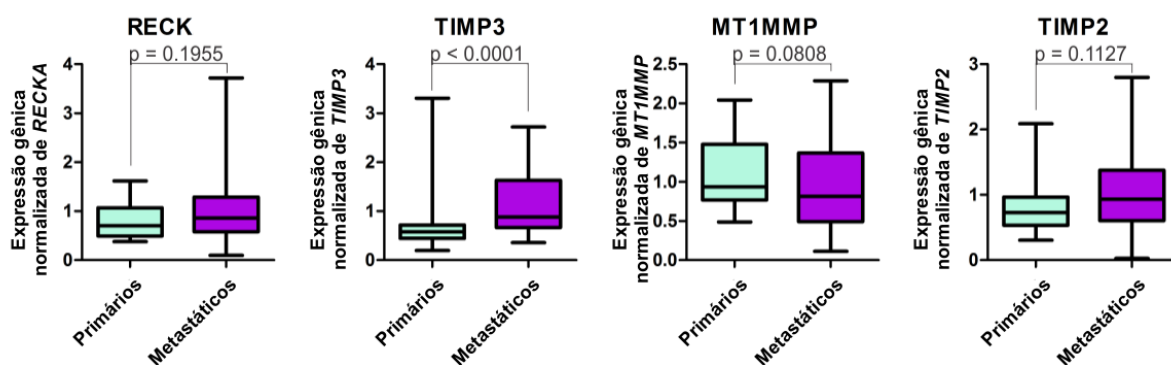 RECK
p = 0.1955
Expressão gênica
normalizada de RECKA
4
3
2
1
0
Primários
Metastáticos
TIMP3
p < 0.0001
Expressão gênica
normalizada de TIMP3
4
3
2
1
0
Primários
Metastáticos
MT1MMP
p = 0.0808
Expressão gênica
normalizada de MT1MMP
2.5
2.0
1.5
1.0
0.5
0.0
Primários
Metastáticos
TIMP2
p = 0.1127
Expressão gênica
normalizada de TIMP2
3
2
1
0
Primários
Metastáticos